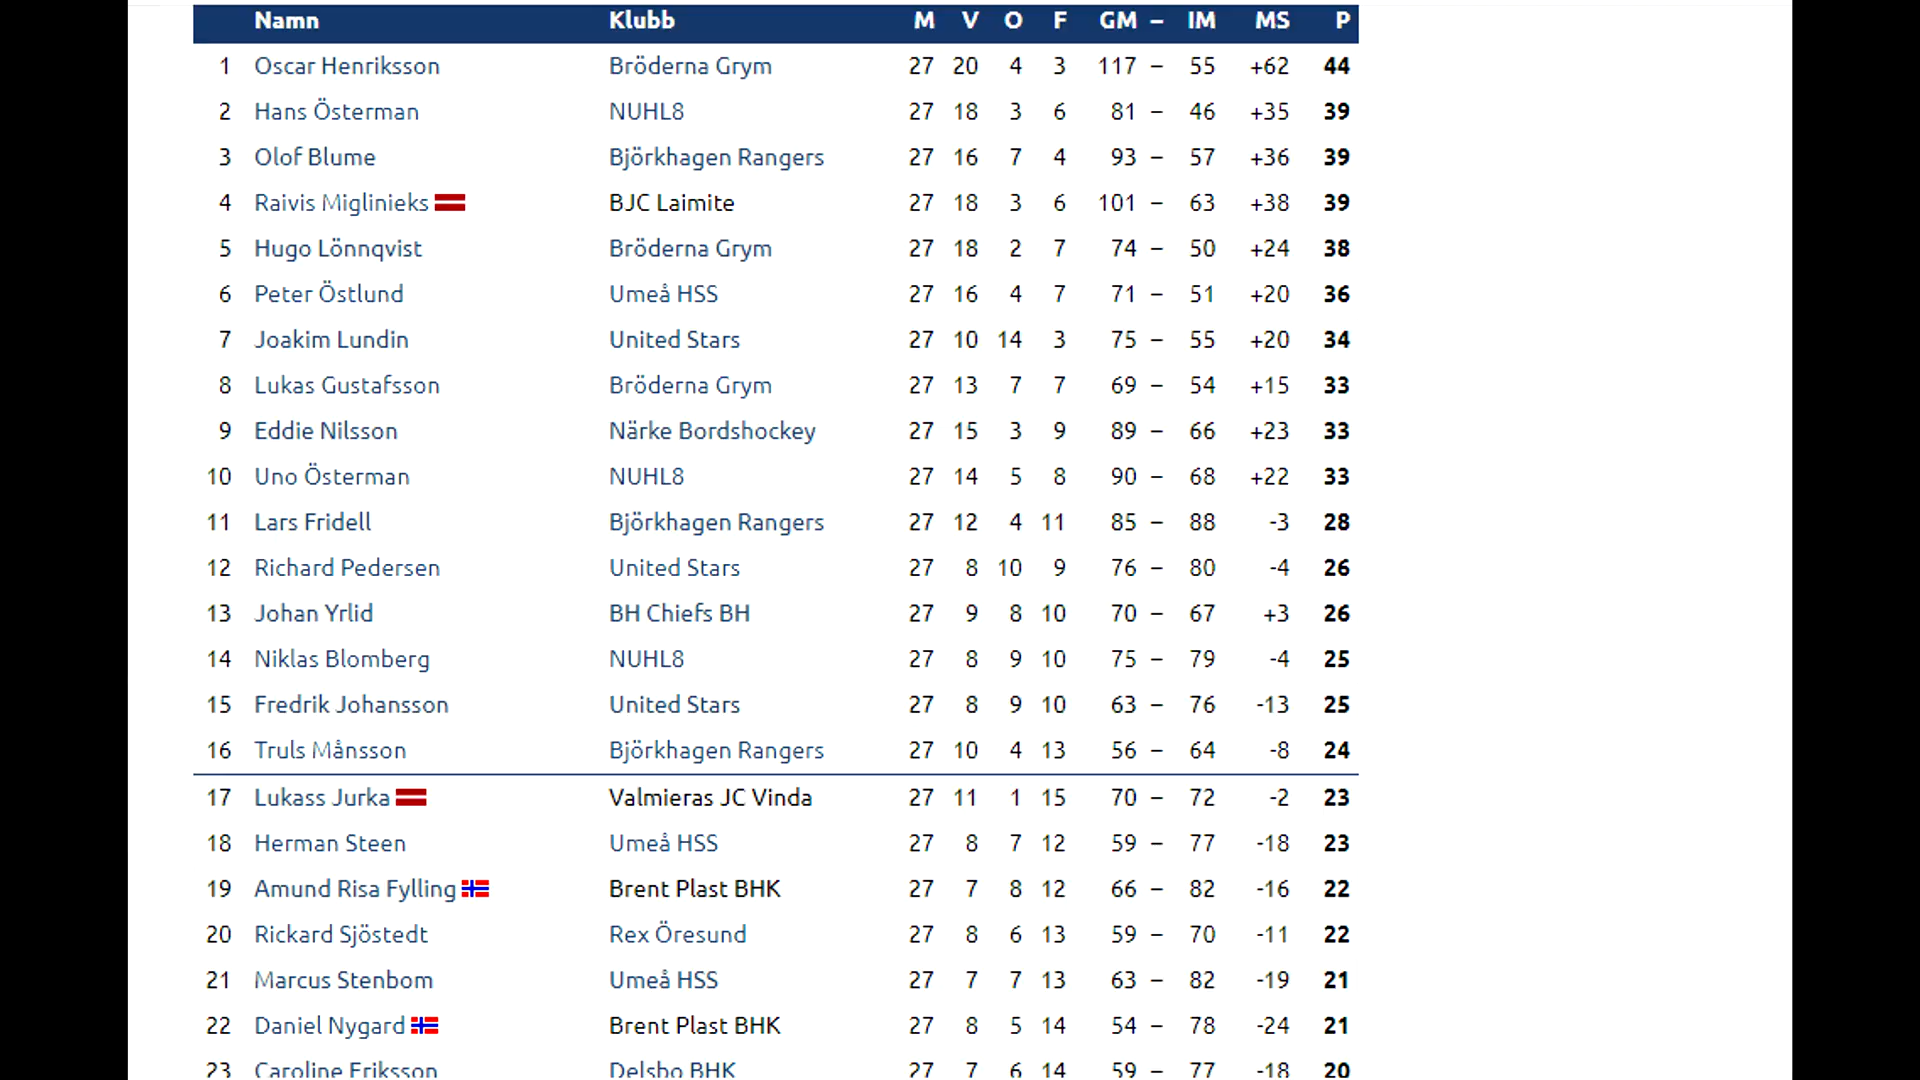 Namn Klubb M V O F GM – IM MS P
1 Oscar Henriksson Bröderna Grym 27 20 4 3 117 – 55 +62 44
2 Hans Österman NUHL8 27 18 3 6 81 – 46 +35 39
3 Olof Blume Björkhagen Rangers 27 16 7 4 93 – 57 +36 39
4 Raivis Miglinieks BJC Laimite 27 18 3 6 101 – 63 +38 39
5 Hugo Lönnqvist Bröderna Grym 27 18 2 7 74 – 50 +24 38
6 Peter Östlund Umeå HSS 27 16 4 7 71 – 51 +20 36
7 Joakim Lundin United Stars 27 10 14 3 75 – 55 +20 34
8 Lukas Gustafsson Bröderna Grym 27 13 7 7 69 – 54 +15 33
9 Eddie Nilsson Närke Bordshockey 27 15 3 9 89 – 66 +23 33
10 Uno Österman NUHL8 27 14 5 8 90 – 68 +22 33
11 Lars Fridell Björkhagen Rangers 27 12 4 11 85 – 88 -3 28
12 Richard Pedersen United Stars 27 8 10 9 76 – 80 -4 26
13 Johan Yrlid BH Chiefs BH 27 9 8 10 70 – 67 +3 26
14 Niklas Blomberg NUHL8 27 8 9 10 75 – 79 -4 25
15 Fredrik Johansson United Stars 27 8 9 10 63 – 76 -13 25
16 Truls Månsson Björkhagen Rangers 27 10 4 13 56 – 64 -8 24
17 Lukass Jurka Valmieras JC Vinda 27 11 1 15 70 – 72 -2 23
18 Herman Steen Umeå HSS 27 8 7 12 59 – 77 -18 23
19 Amund Risa Fylling Brent Plast BHK 27 7 8 12 66 – 82 -16 22
20 Rickard Sjöstedt Rex Öresund 27 8 6 13 59 – 70 -11 22
21 Marcus Stenbom Umeå HSS 27 7 7 13 63 – 82 -19 21
22 Daniel Nygard Brent Plast BHK 27 8 5 14 54 – 78 -24 21
23 Caroline Eriksson Delsbo BHK 27 7 6 14 59 – 77 -18 20